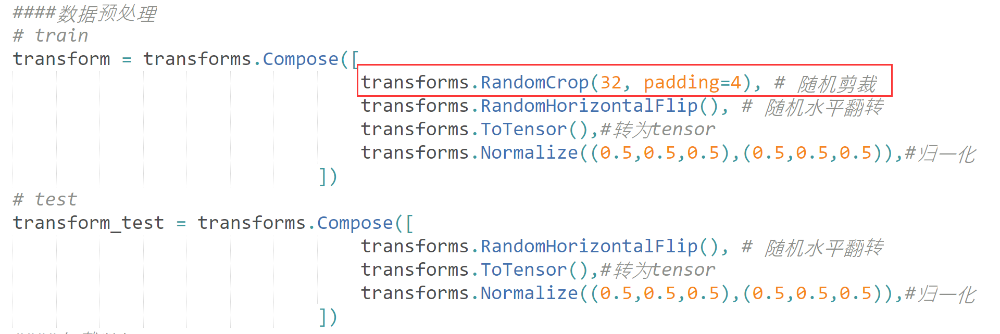 ####数据预处理
# train
transform = transforms.Compose([
transforms.RandomCrop(32, padding=4), # 随机剪裁
transforms.RandomHorizontalFlip(), # 随机水平翻转
transforms.ToTensor(),#转为tensor
transforms.Normalize((0.5,0.5,0.5),(0.5,0.5,0.5)),#归一化
])
# test
transform_test = transforms.Compose([
transforms.RandomHorizontalFlip(), # 随机水平翻转
transforms.ToTensor(),#转为tensor
transforms.Normalize((0.5,0.5,0.5),(0.5,0.5,0.5)),#归一化
])